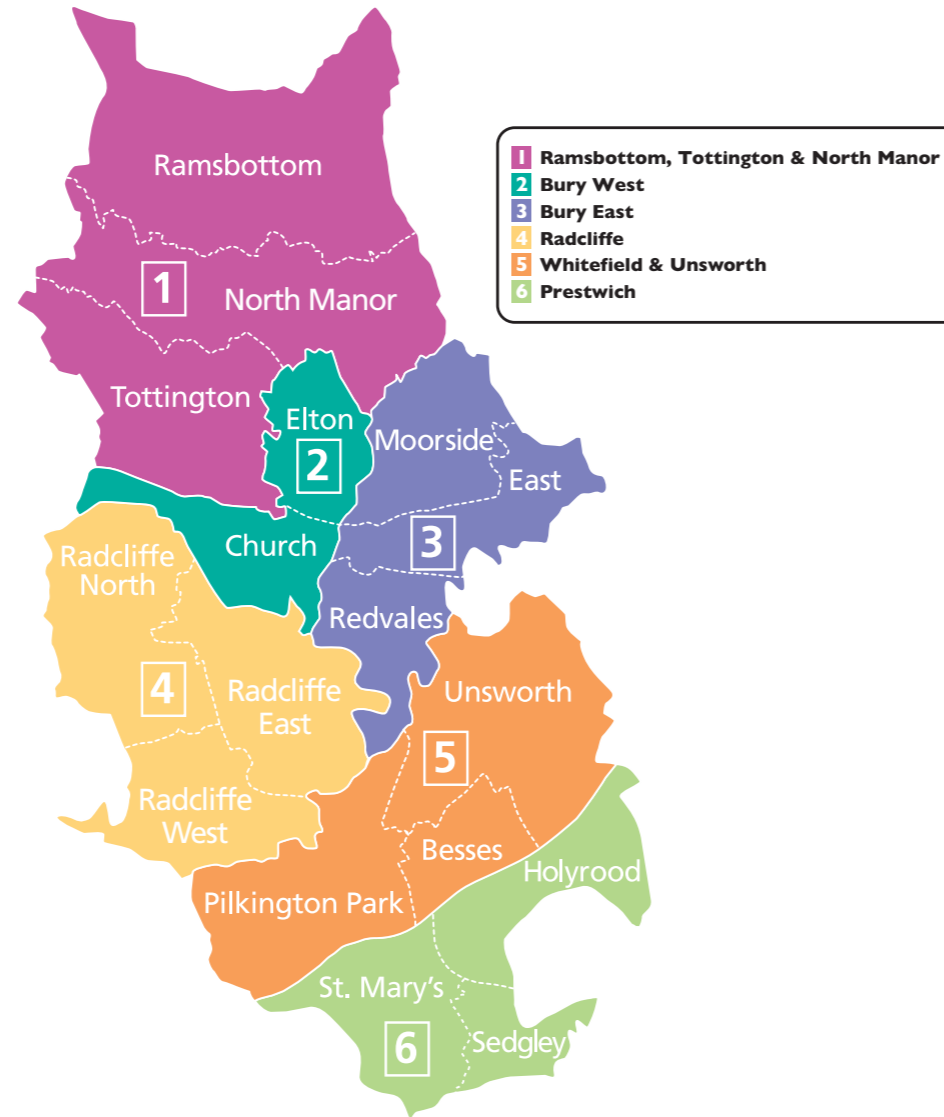 Ramsbottom
1 Ramsbottom, Tottington & North Manor
2 Bury West
3 Bury East
4 Radcliffe
5 Whitefield & Unsworth
6 Prestwich
1
North Manor
Tottington
Elton
2
Moorside
East
Church
3
Radcliffe
North
Redvales
4
Radcliffe
East
Unsworth
5
Radcliffe
West
Besses
Holyrood
Pilkington Park
St. Mary's
6
Sedgley